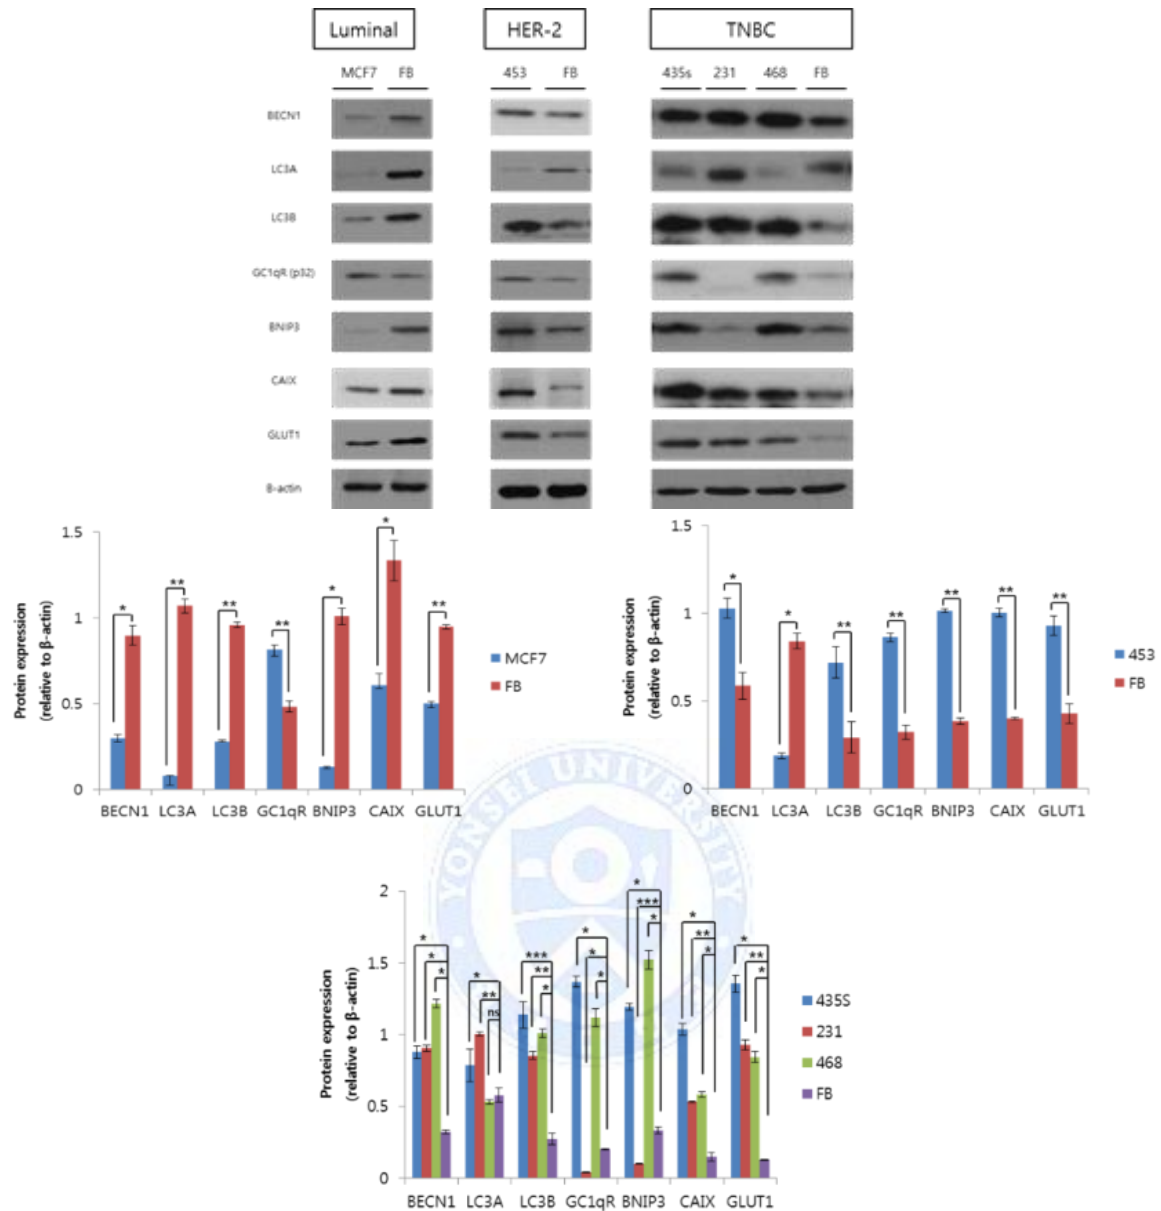 Luminal HER-2 TNBC
MCF7 FB 453 FB 435s 231 468 FB
BECN1
LC3A
LC3B
GC1qR (p32)
BNIP3
CAIX
GLUT1
B-actin
Protein expression
(relative to β-actin)
1.5
1
0.5
0
* ** ** ** * * **
BECN1 LC3A LC3B GC1qR BNIP3 CAIX GLUT1
MCF7
FB
Protein expression
(relative to β-actin)
1.5
1
0.5
0
* * ** ** ** ** **
BECN1 LC3A LC3B GC1qR BNIP3 CAIX GLUT1
453
FB
YONSEI UNIVERSITY
Protein expression
(relative to β-actin)
2
1.5
1
0.5
0
* * *** * * * *
* ** ** * *** ** **
* ns * * * * *
BECN1 LC3A LC3B GC1qR BNIP3 CAIX GLUT1
435S
231
468
FB